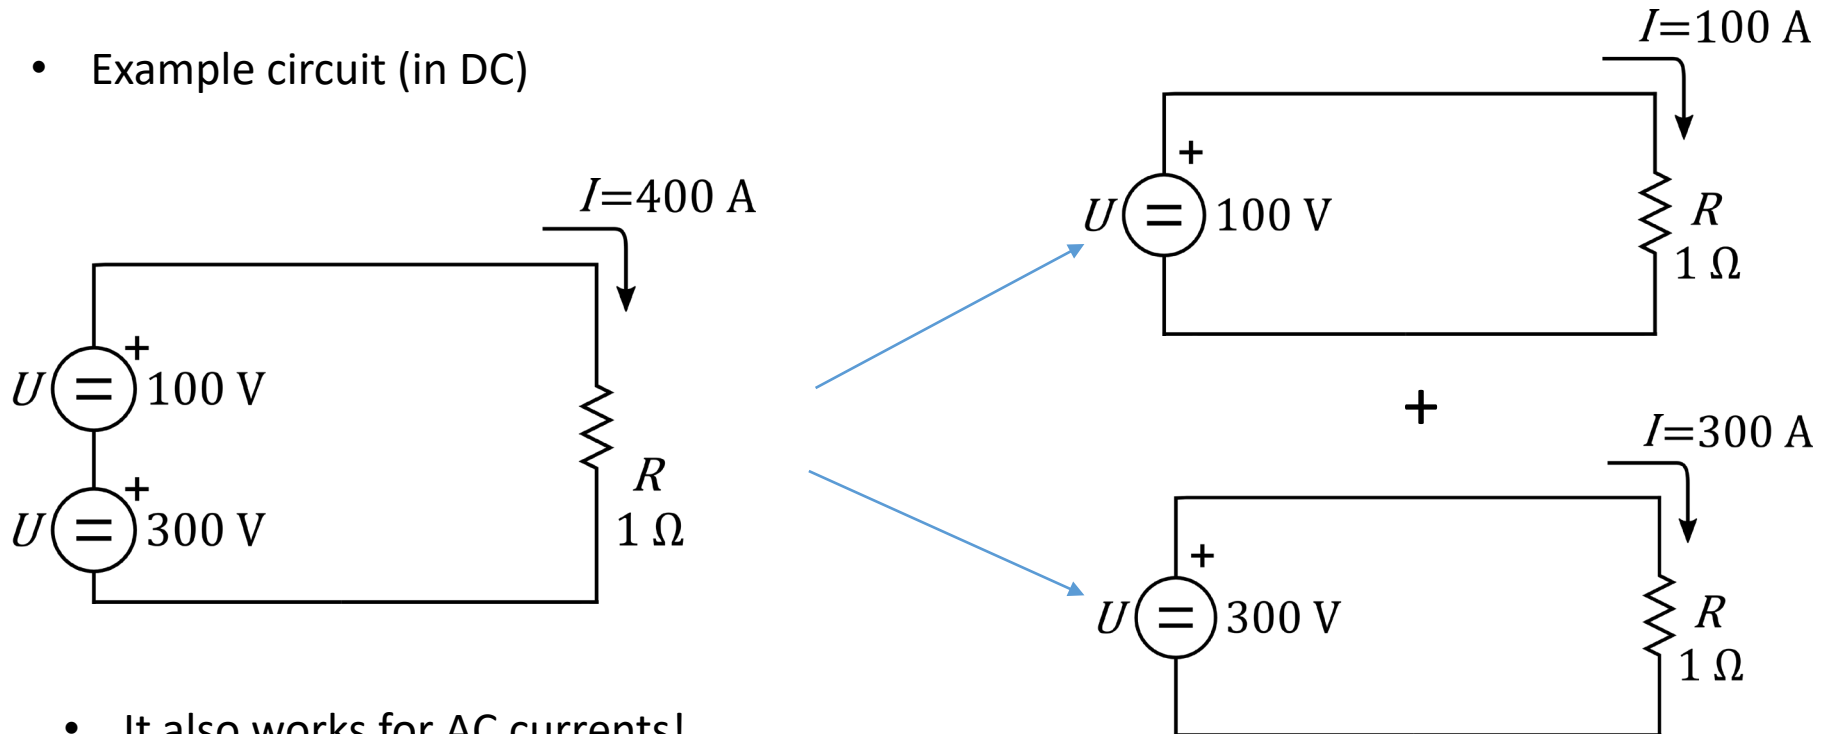 • Example circuit (in DC)
I=400 A
+
U = 100 V
+
U = 300 V
R
1 Ω
I=100 A
+
U = 100 V
R
1 Ω
+
I=300 A
+
U = 300 V
R
1 Ω
• It also works for AC currents!